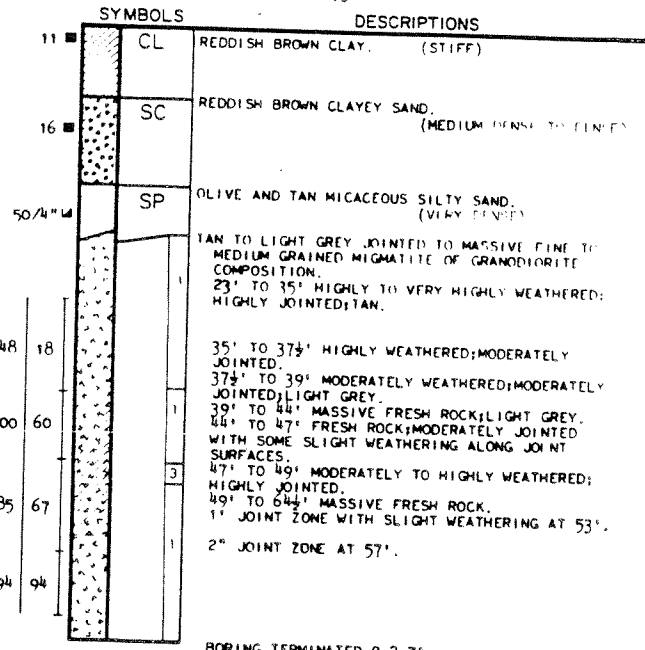 SYMBOLS DESCRIPTIONS
11 CL REDDISH BROWN CLAY. (STIFF)
SC REDDISH BROWN CLAYEY SAND.
16 (MEDIUM DENSE TO DENSE)
SP OLIVE AND TAN MICACEOUS SILTY SAND.
50/4" (VERY DENSE)
TAN TO LIGHT GREY JOINTED TO MASSIVE FINE TO
MEDIUM GRAINED MIGMATITE OF GRANODIORITE
1 COMPOSITION.
23' TO 35' HIGHLY TO VERY HIGHLY WEATHERED;
HIGHLY JOINTED;TAN.
48 18 35' TO 37½' HIGHLY WEATHERED;MODERATELY
JOINTED.
37½' TO 39' MODERATELY WEATHERED;MODERATELY
JOINTED;LIGHT GREY.
1 39' TO 44' MASSIVE FRESH ROCK;LIGHT GREY.
00 60 44' TO 47' FRESH ROCK;MODERATELY JOINTED
WITH SOME SLIGHT WEATHERING ALONG JOINT
SURFACES.
3 47' TO 49' MODERATELY TO HIGHLY WEATHERED;
HIGHLY JOINTED.
67 49' TO 64½' MASSIVE FRESH ROCK.
1' JOINT ZONE WITH SLIGHT WEATHERING AT 53'.
1 2" JOINT ZONE AT 57'.
94 94
BORING TERMINATED